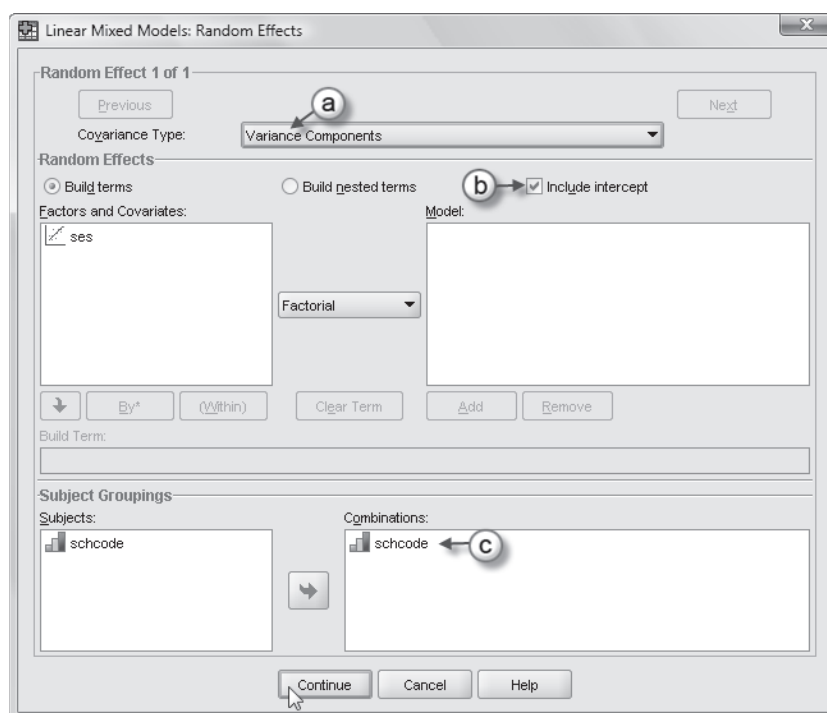 Linear Mixed Models: Random Effects
X
Random Effect 1 of 1
Previous
a
Next
Covariance Type:
Variance Components
Random Effects
Build terms
Build nested terms
b
Include intercept
Factors and Covariates:
Model:
ses
Factorial
By*
(Within)
Clear Term
Add
Remove
Build Term:
Subject Groupings
Subjects:
Combinations:
schcode
schcode
c
Continue
Cancel
Help